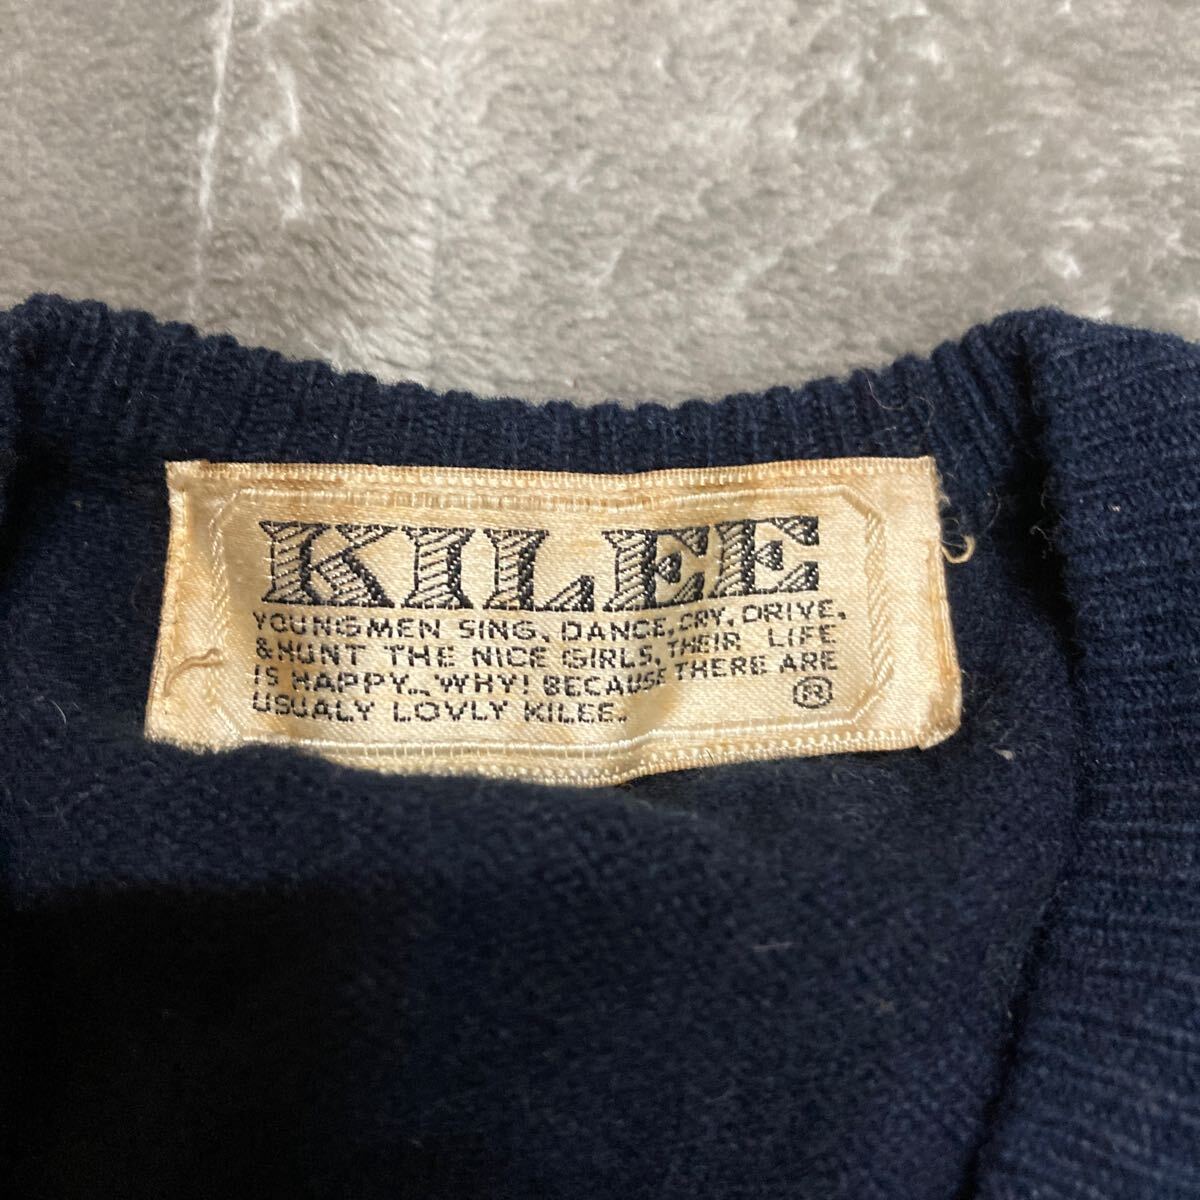 KILEE
YOUNGMEN SING, DANCE, CRY, DRIVE,
& HUNT THE NICE GIRLS, THEIR LIFE
IS HAPPY... WHY! BECAUSE THERE ARE
USUALY LOVLY KILEE. ®